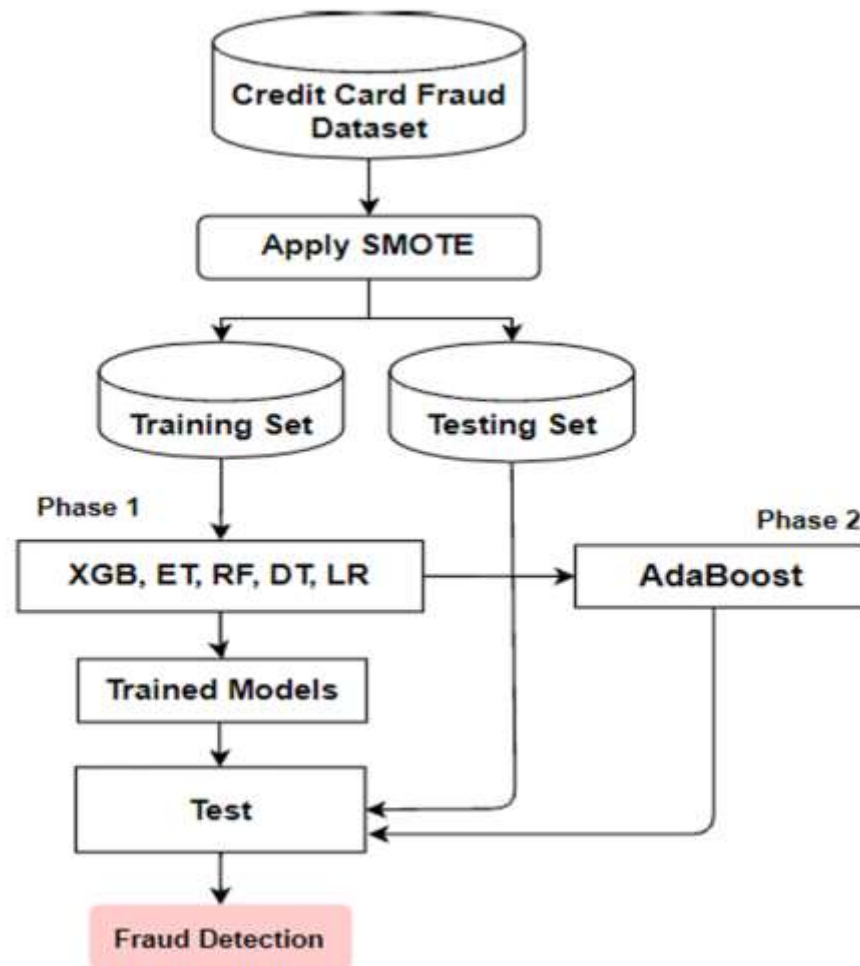 Credit Card Fraud
Dataset
Apply SMOTE
Training Set
Testing Set
Phase 1
Phase 2
XGB, ET, RF, DT, LR
AdaBoost
Trained Models
Test
Fraud Detection